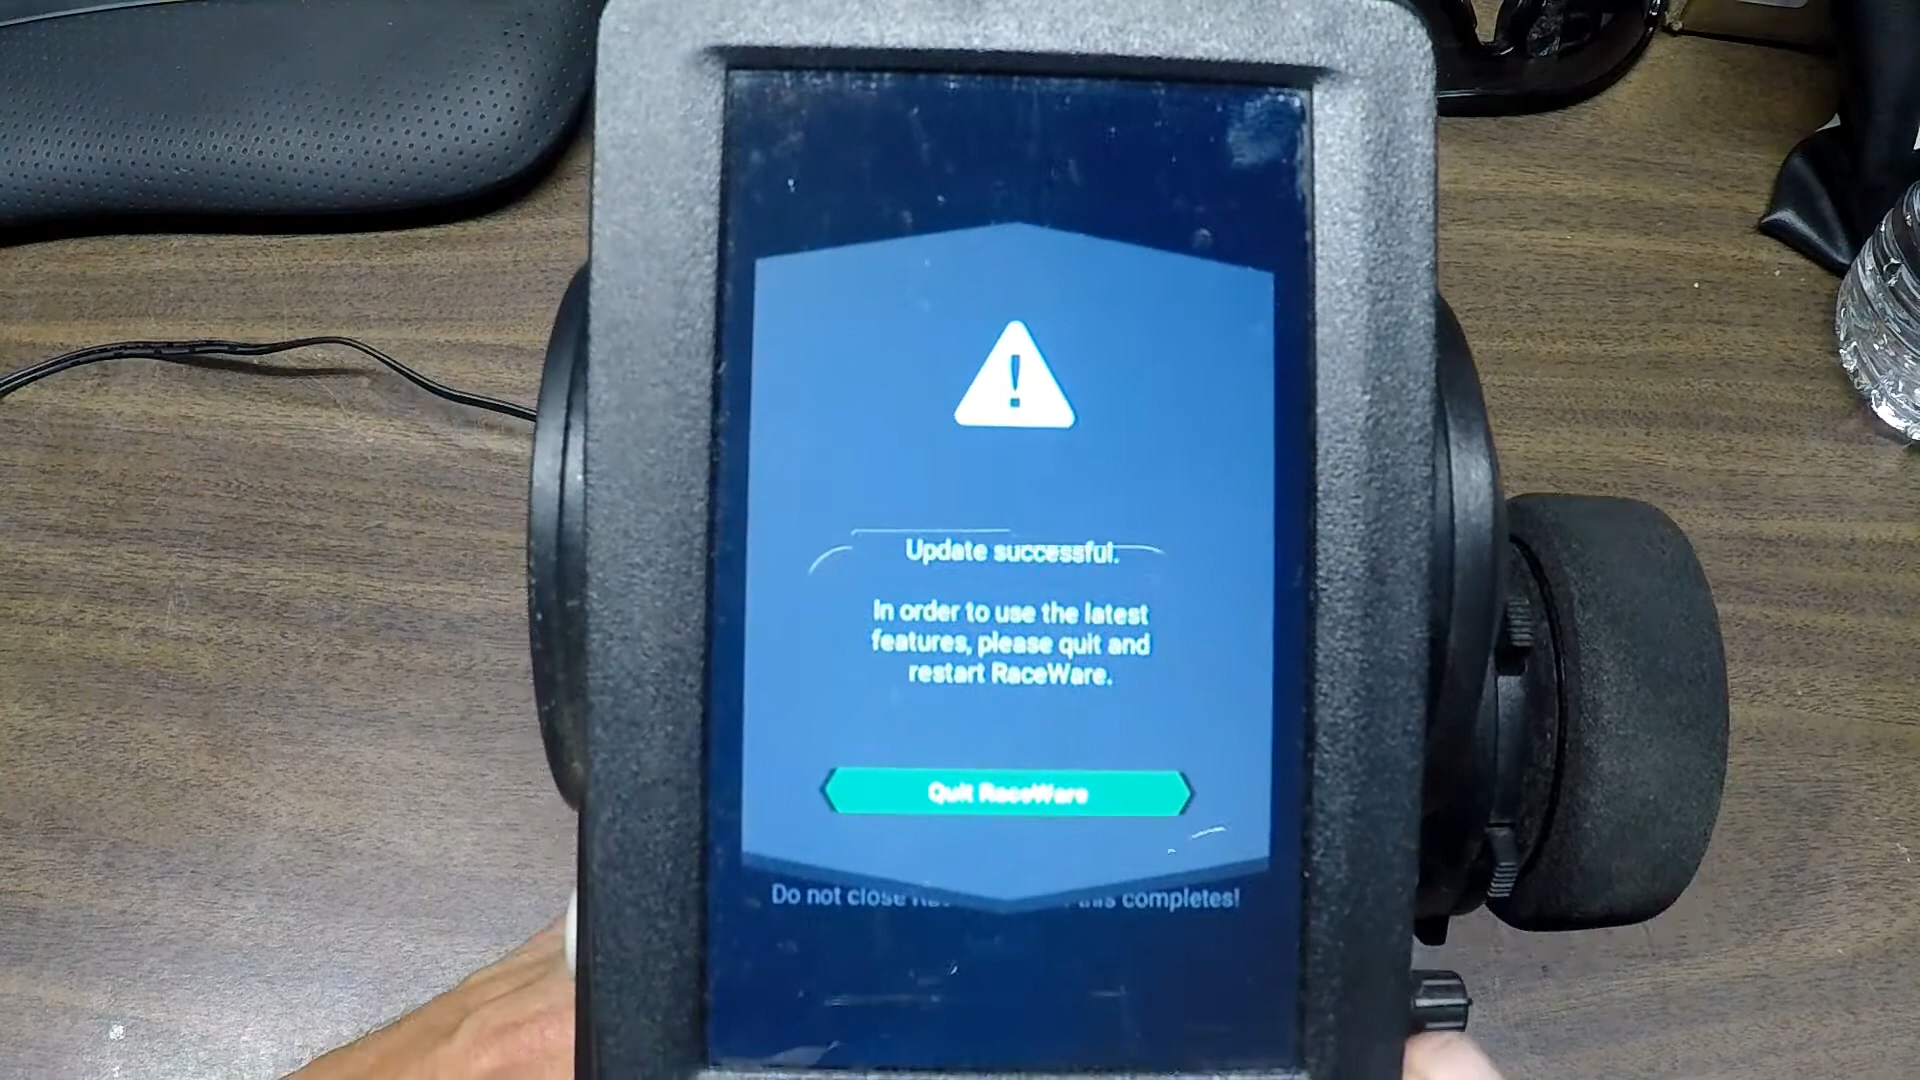 Update successful.
In order to use the latest
features, please quit and
restart RaceWare.
Quit RaceWare
Do not close this completes!